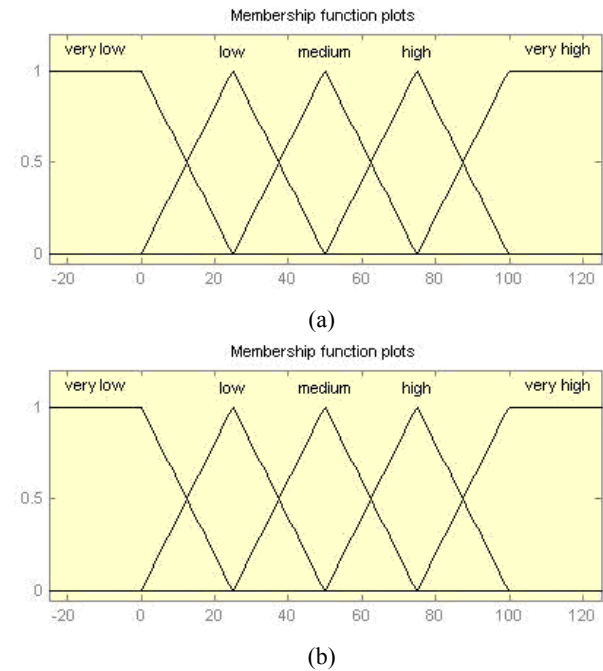 Membership function plots
very low low medium high very high
1
0.5
0
-20 0 20 40 60 80 100 120
(a)
Membership function plots
very low low medium high very high
1
0.5
0
-20 0 20 40 60 80 100 120
(b)